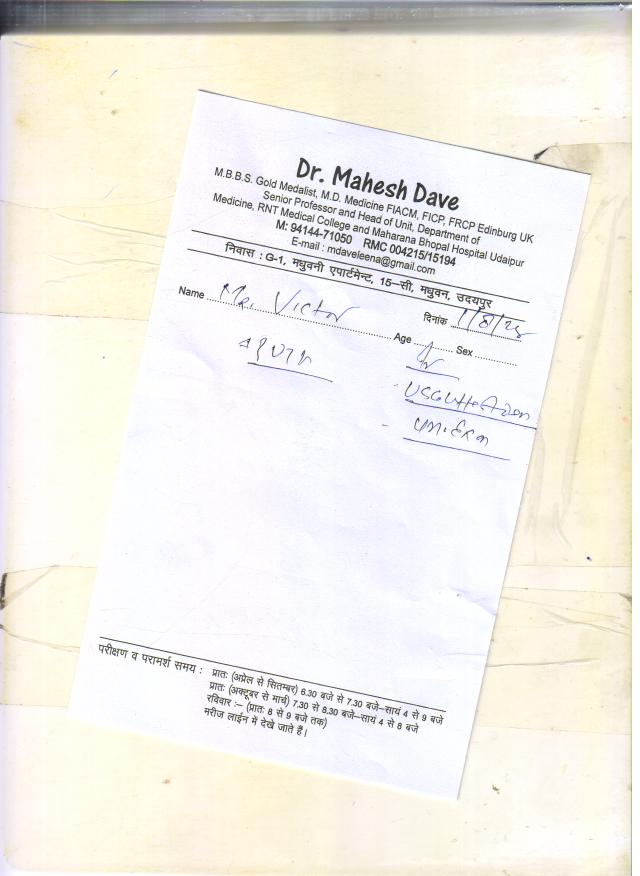 Dr. Mahesh Dave
M.B.B.S. Gold Medalist, M.D. Medicine FIACM, FICP, FRCP Edinburg UK
Senior Professor and Head of Unit, Department of
Medicine, RNT Medical College and Maharana Bhopal Hospital Udaipur
M: 94144-71050 RMC 004215/15194
E-mail : mdaveleena@gmail.com
निवास : G-1, मधुवनी एपार्टमेन्ट, 15-सी, मधुवन, उदयपुर
दिनांक
Name Mr. Victor Age Sex
परीक्षण व परामर्श समय : प्रातः (अप्रेल से सितम्बर) 6.30 बजे से 7.30 बजे-सायं 4 से 9 बजे
प्रातः (अक्टूबर से मार्च) 7.30 से 8.30 बजे-सायं 4 से 8 बजे
रविवार :- (प्रातः 8 से 9 बजे तक)
मरीज लाईन में देखे जाते हैं।